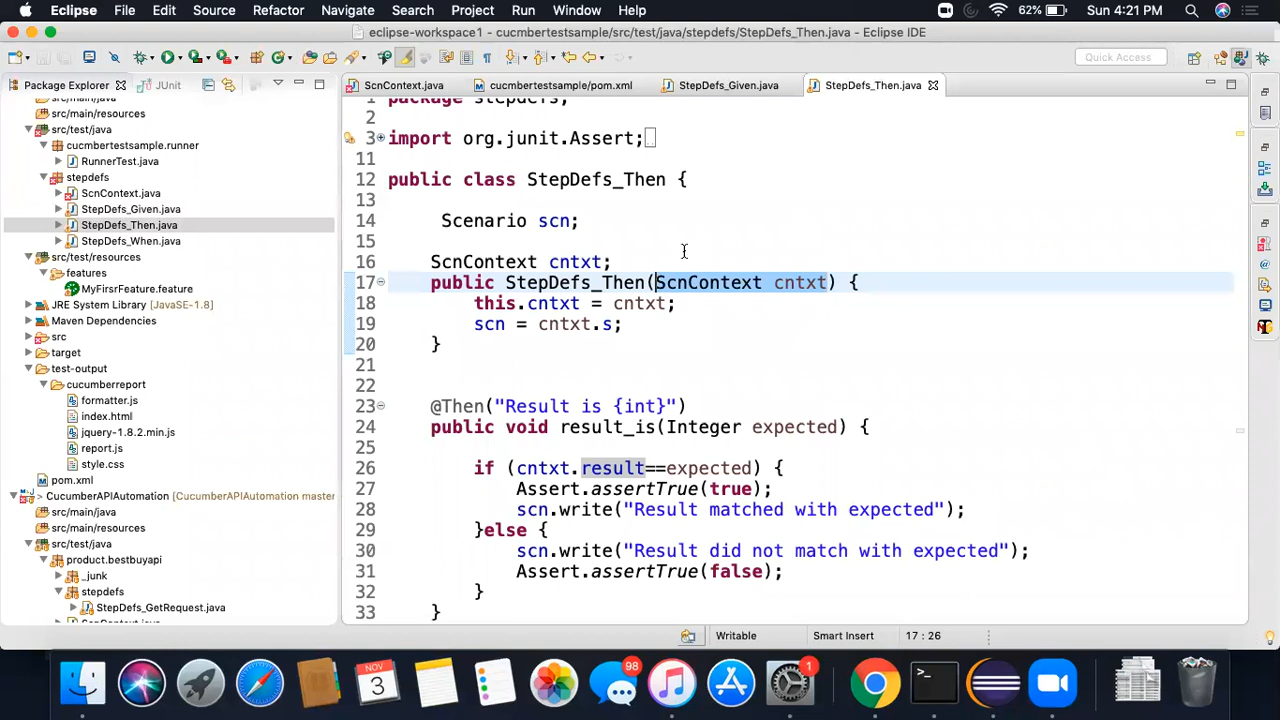 Eclipse File Edit Source Refactor Navigate Search Project Run Window Help 62% Sun 4:21 PM
eclipse-workspace1 - cucmbertestsample/src/test/java/stepdefs/StepDefs_Then.java - Eclipse IDE
Quick Access
Package Explorer JUnit
src/main/java
src/main/resources
src/test/java
cucmbertestsample.runner
RunnerTest.java
stepdefs
ScnContext.java
StepDefs_Given.java
StepDefs_Then.java
StepDefs_When.java
src/test/resources
features
MyFirsrFeature.feature
JRE System Library [JavaSE-1.8]
Maven Dependencies
src
target
test-output
cucumberreport
formatter.js
index.html
jquery-1.8.2.min.js
report.js
style.css
pom.xml
> CucumberAPIAutomation [CucumberAPIAutomation master
src/main/java
src/main/resources
src/test/java
product.bestbuyapi
_junk
stepdefs
StepDefs_GetRequest.java
ScnContext.java
ScnContext.java cucmbertestsample/pom.xml StepDefs_Given.java StepDefs_Then.java
1 package stepdefs;
2
3 import org.junit.Assert;
11
12 public class StepDefs_Then {
13
14 Scenario scn;
15
16 ScnContext cntxt;
17 public StepDefs_Then(ScnContext cntxt) {
18 this.cntxt = cntxt;
19 scn = cntxt.s;
20 }
21
22
23 @Then("Result is {int}")
24 public void result_is(Integer expected) {
25
26 if (cntxt.result==expected) {
27 Assert.assertTrue(true);
28 scn.write("Result matched with expected");
29 }else {
30 scn.write("Result did not match with expected");
31 Assert.assertTrue(false);
32 }
33 }
Writable Smart Insert 17 : 26
NOV
3
98
1